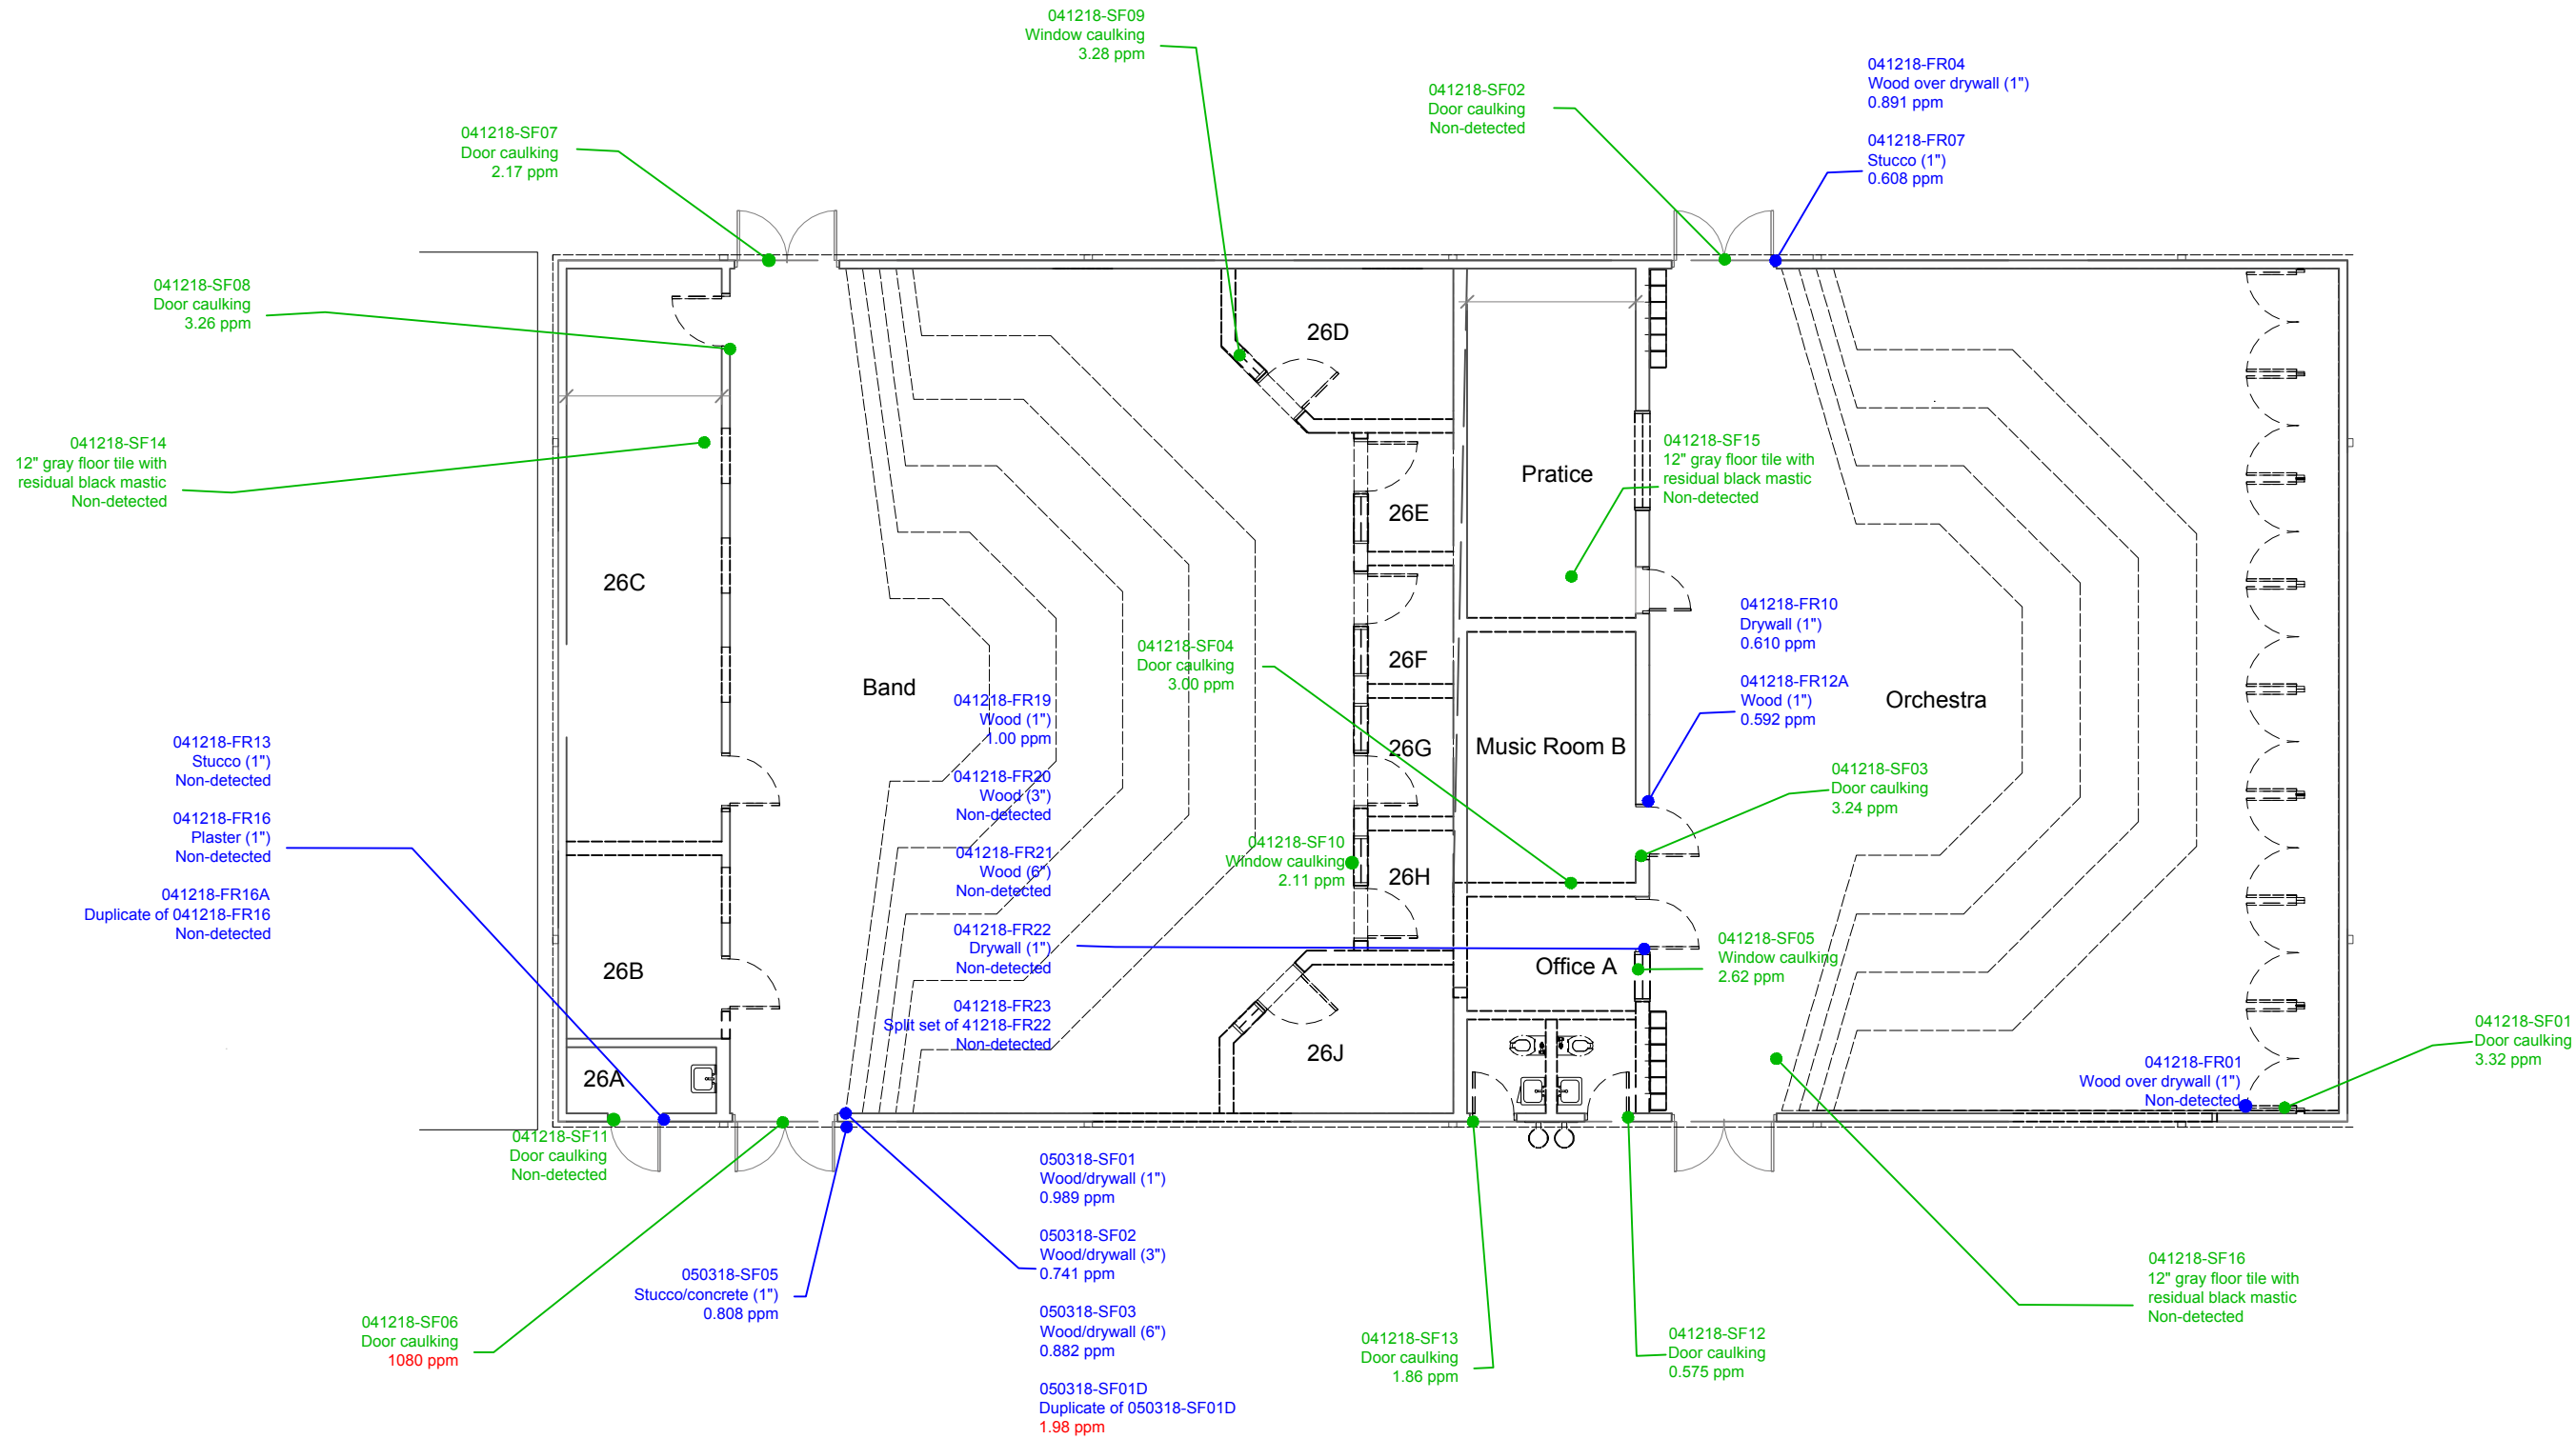 041218-SF09
Window caulking
3.28 ppm
041218-FR04
Wood over drywall (1")
0.891 ppm
041218-FR07
Stucco (1")
0.608 ppm
041218-SF02
Door caulking
Non-detected
041218-SF07
Door caulking
2.17 ppm
041218-SF08
Door caulking
3.26 ppm
26D
041218-SF14
12" gray floor tile with
residual black mastic
Non-detected
041218-SF15
12" gray floor tile with
residual black mastic
Non-detected
Pratice
26E
26C
041218-FR10
Drywall (1")
0.610 ppm
041218-FR12A
Wood (1")
0.592 ppm
041218-SF04
Door caulking
3.00 ppm
26F
Band
Orchestra
041218-FR19
Wood (1")
1.00 ppm
041218-FR20
Wood (3")
Non-detected
041218-FR21
Wood (6")
Non-detected
041218-FR22
Drywall (1")
Non-detected
041218-FR23
Split set of 41218-FR22
Non-detected
26G
Music Room B
041218-FR13
Stucco (1")
Non-detected
041218-FR16
Plaster (1")
Non-detected
041218-FR16A
Duplicate of 041218-FR16
Non-detected
041218-SF03
Door caulking
3.24 ppm
041218-SF10
Window caulking
2.11 ppm
26H
041218-SF05
Window caulking
2.62 ppm
Office A
26B
26J
26A
041218-SF01
Door caulking
3.32 ppm
041218-FR01
Wood over drywall (1")
Non-detected
041218-SF11
Door caulking
Non-detected
050318-SF01
Wood/drywall (1")
0.989 ppm
050318-SF02
Wood/drywall (3")
0.741 ppm
050318-SF03
Wood/drywall (6")
0.882 ppm
050318-SF01D
Duplicate of 050318-SF01D
1.98 ppm
050318-SF05
Stucco/concrete (1")
0.808 ppm
041218-SF06
Door caulking
1080 ppm
041218-SF16
12" gray floor tile with
residual black mastic
Non-detected
041218-SF13
Door caulking
1.86 ppm
041218-SF12
Door caulking
0.575 ppm